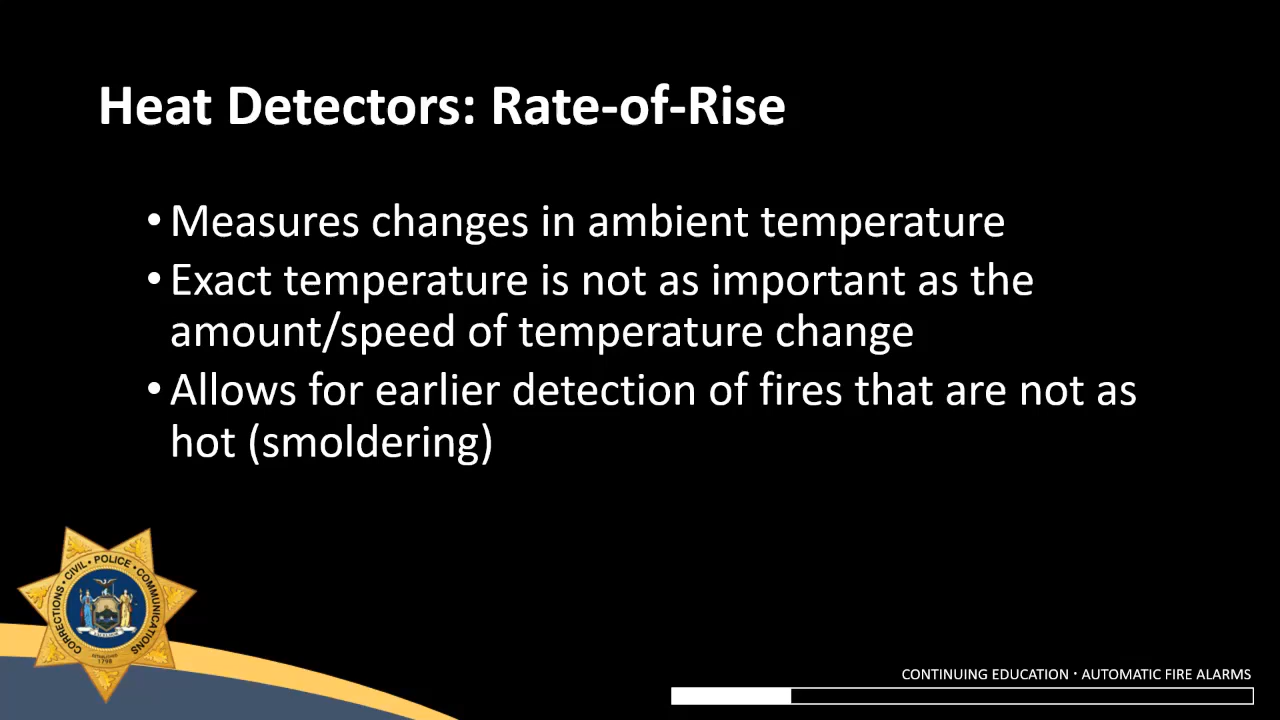 Heat Detectors: Rate-of-Rise
• Measures changes in ambient temperature
• Exact temperature is not as important as the
amount/speed of temperature change
• Allows for earlier detection of fires that are not as
hot (smoldering)
CORRECTIONS • CIVIL • POLICE • COMMUNICATIONS
ESTABLISHED
1798
CONTINUING EDUCATION • AUTOMATIC FIRE ALARMS